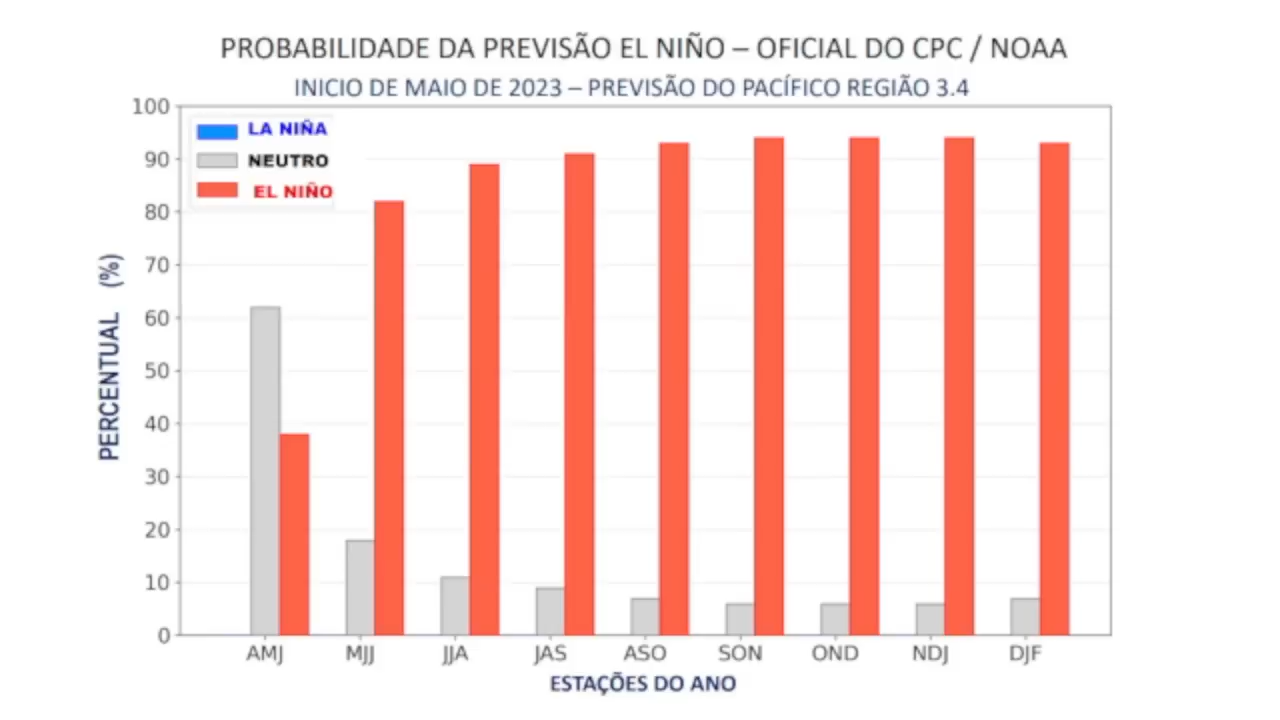 PROBABILIDADE DA PREVISÃO EL NIÑO – OFICIAL DO CPC / NOAA
INICIO DE MAIO DE 2023 – PREVISÃO DO PACÍFICO REGIÃO 3.4
LA NIÑA
NEUTRO
EL NIÑO
PERCENTUAL (%)
100
90
80
70
60
50
40
30
20
10
0
AMJ MJJ JJA JAS ASO SON OND NDJ DJF
ESTAÇÕES DO ANO